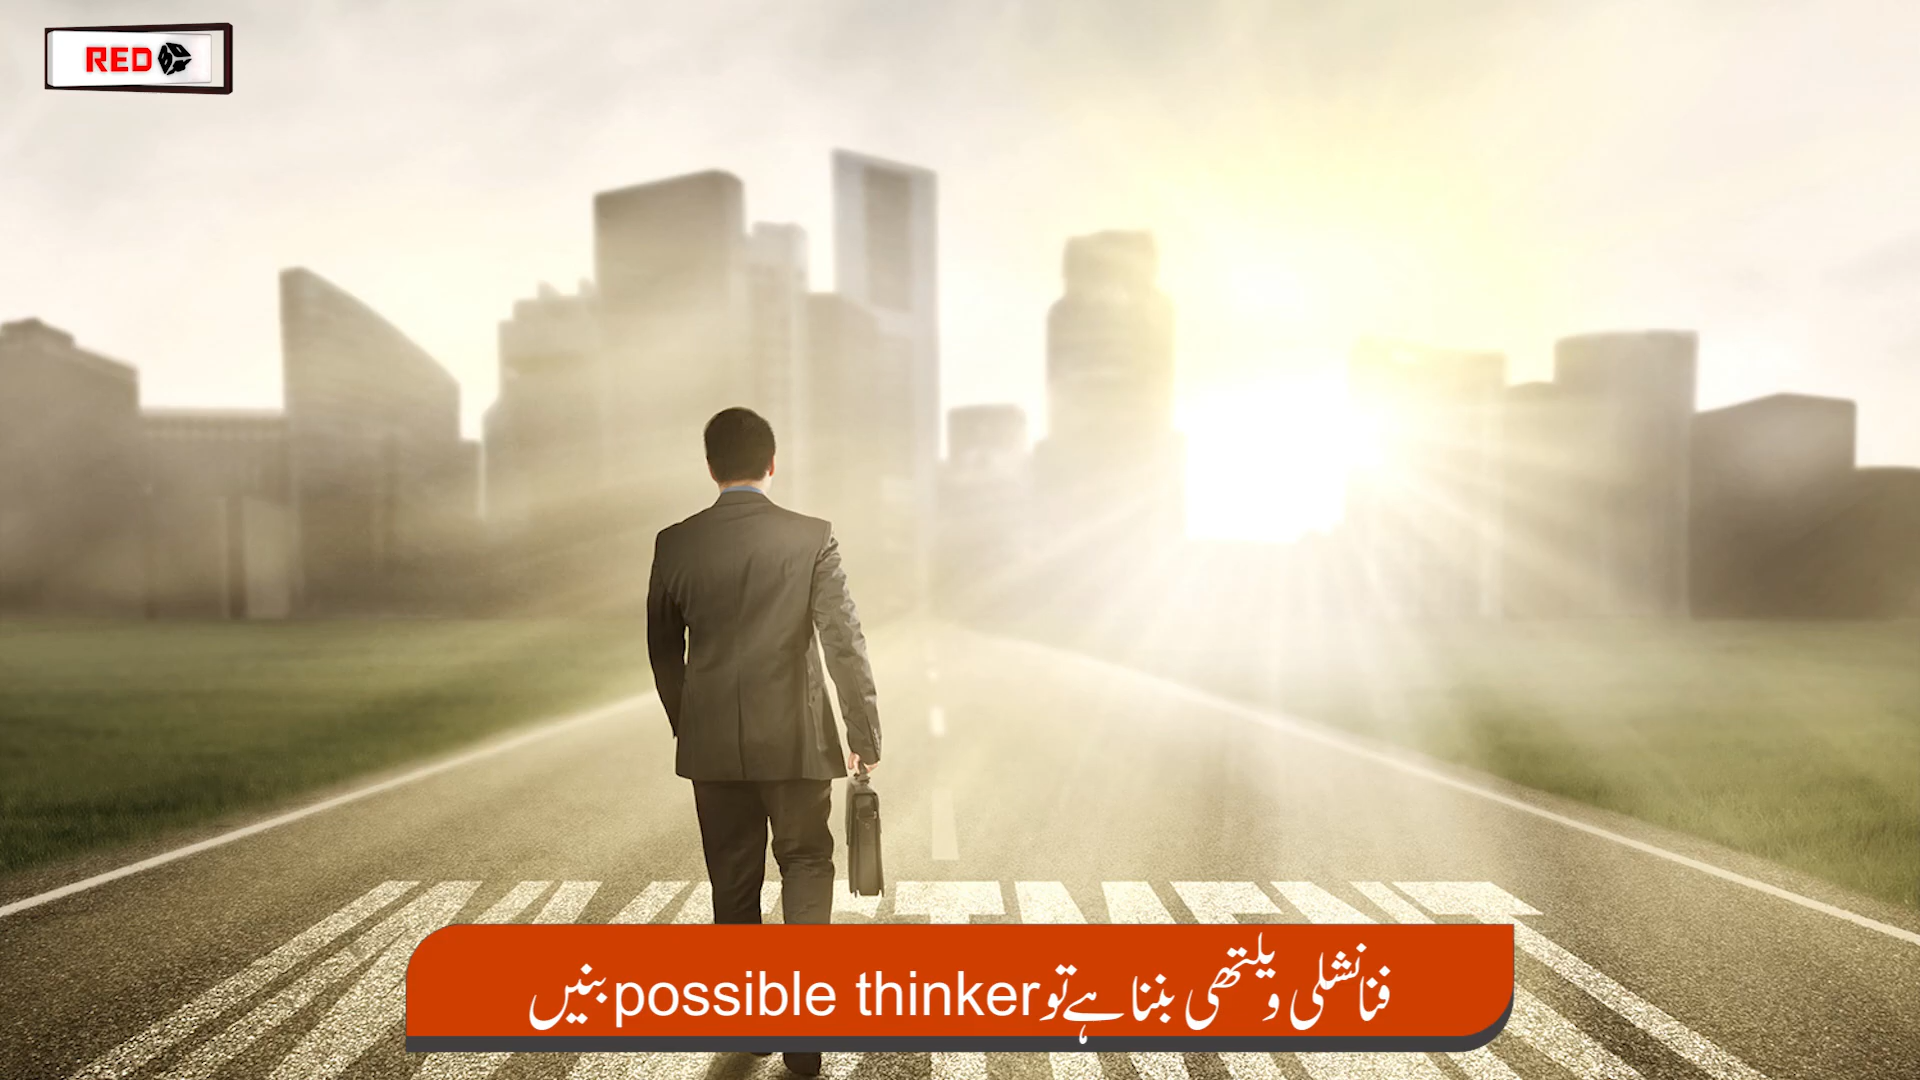 RED
فنانشلی ویلتھی بننا ہے تو possible thinker بنیں